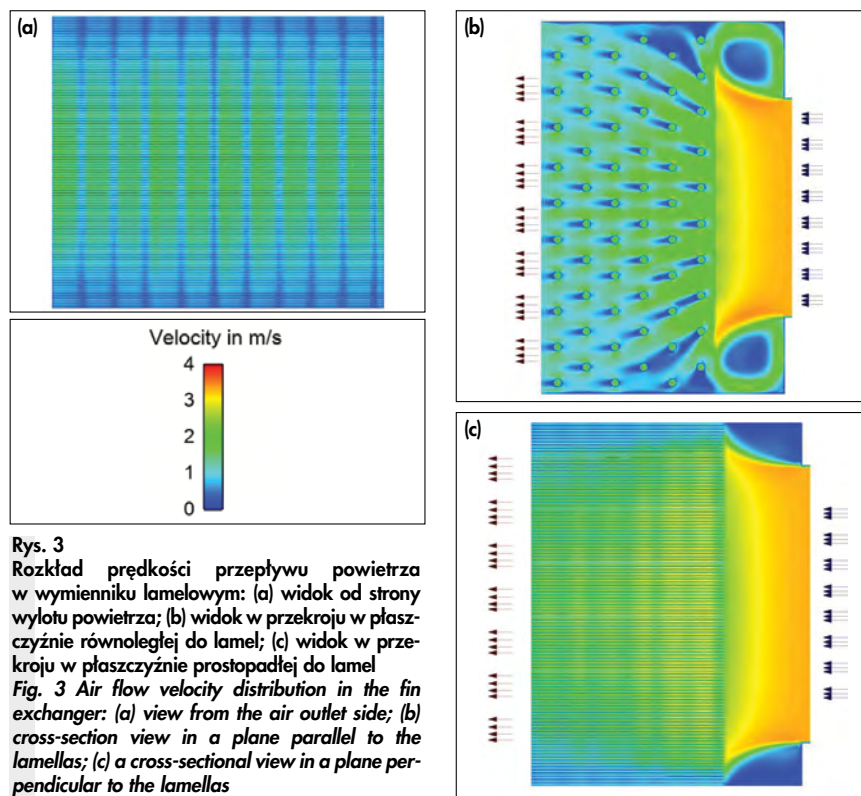 (a)
(b)
Velocity in m/s
4
3
2
1
0
(c)
Rys. 3
Rozkład prędkości przepływu powietrza
w wymienniku lamelowym: (a) widok od strony
wylotu powietrza; (b) widok w przekroju w płasz-
czyźnie równoległej do lamel; (c) widok w prze-
kroju w płaszczyźnie prostopadłej do lamel
Fig. 3 Air flow velocity distribution in the fin
exchanger: (a) view from the air outlet side; (b)
cross-section view in a plane parallel to the
lamellas; (c) a cross-sectional view in a plane per-
pendicular to the lamellas